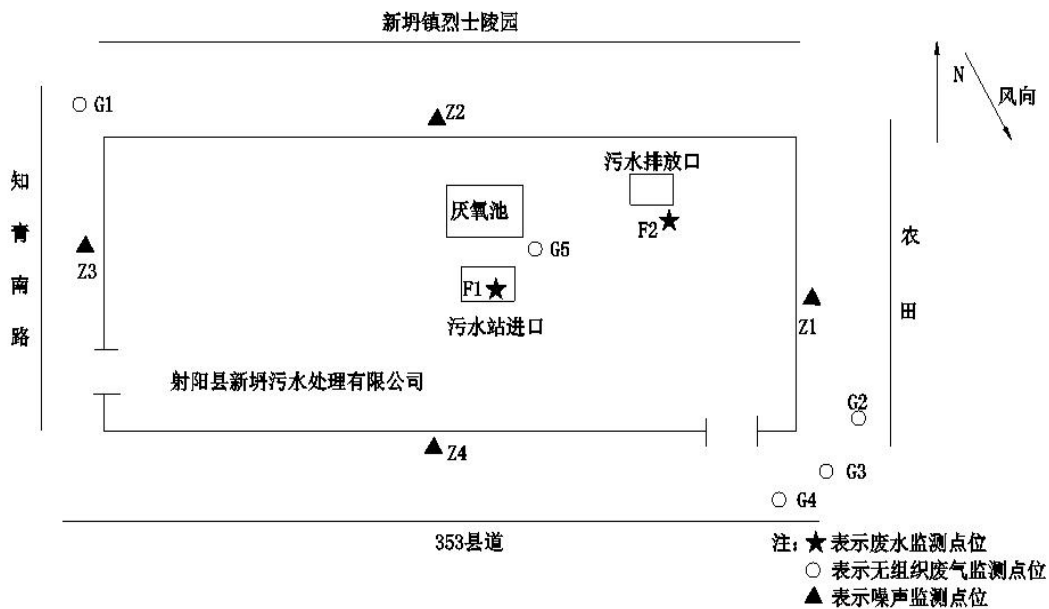 新坍镇烈士陵园
N
风向
G1
Z2
污水排放口
知青南路
厌氧池
F2
农田
G5
Z3
F1
Z1
污水站进口
射阳县新坍污水处理有限公司
G2
Z4
G3
G4
353县道
注：★表示废水监测点位
○表示无组织废气监测点位
▲表示噪声监测点位